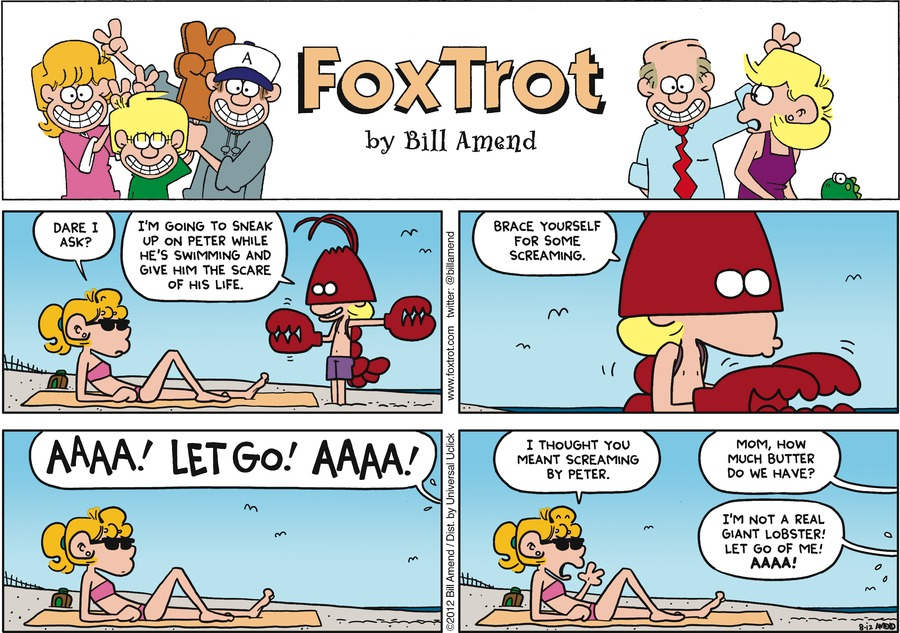 A
FoxTrot
by Bill Amend
DARE I
ASK?
I'M GOING TO SNEAK
UP ON PETER WHILE
HE'S SWIMMING AND
GIVE HIM THE SCARE
OF HIS LIFE.
www.foxtrot.com twitter: @billamend
BRACE YOURSELF
FOR SOME
SCREAMING.
AAAA! LET GO! AAAA!
©2012 Bill Amend / Dist. by Universal Uclick
I THOUGHT YOU
MEANT SCREAMING
BY PETER.
MOM, HOW
MUCH BUTTER
DO WE HAVE?
I'M NOT A REAL
GIANT LOBSTER!
LET GO OF ME!
AAAA!
8-12 AMEND